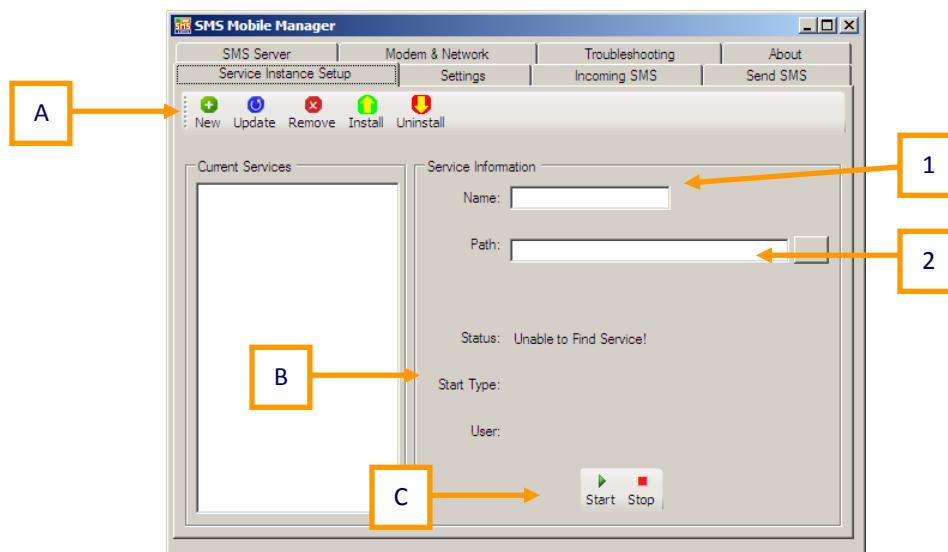 SMS Mobile Manager
SMS Server Modem & Network Troubleshooting About
Service Instance Setup Settings Incoming SMS Send SMS
A
New Update Remove Install Uninstall
Current Services Service Information
1
Name:
Path:
2
Status: Unable to Find Service!
B
Start Type:
User:
C
Start Stop